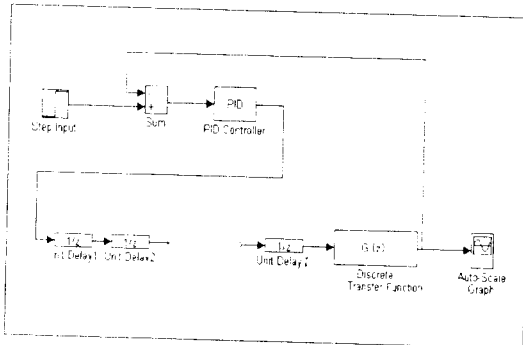 -
+
PID
Step Input
Sum
PID Controller
1/z
1/z
1/z
G (z)
Unit Delay2
Unit Delay
Discrete
Transfer Function
Auto-Scale
Graph